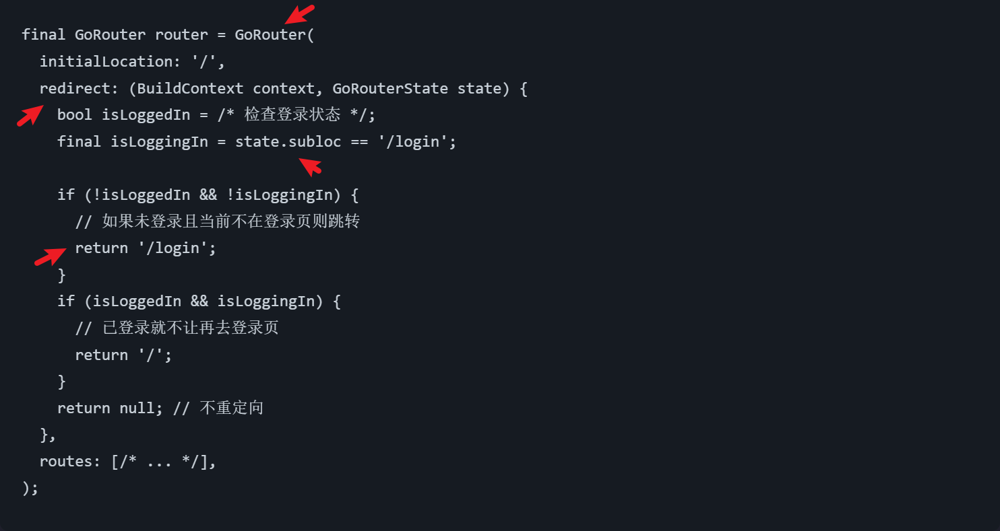 final GoRouter router = GoRouter(
  initialLocation: '/',
  redirect: (BuildContext context, GoRouterState state) {
    bool isLoggedIn = /* 检查登录状态 */;
    final isLoggingIn = state.subloc == '/login';

    if (!isLoggedIn && !isLoggingIn) {
      // 如果未登录且当前不在登录页则跳转
      return '/login';
    }
    if (isLoggedIn && isLoggingIn) {
      // 已登录就不让再去登录页
      return '/';
    }
    return null; // 不重定向
  },
  routes: [/* ... */],
);